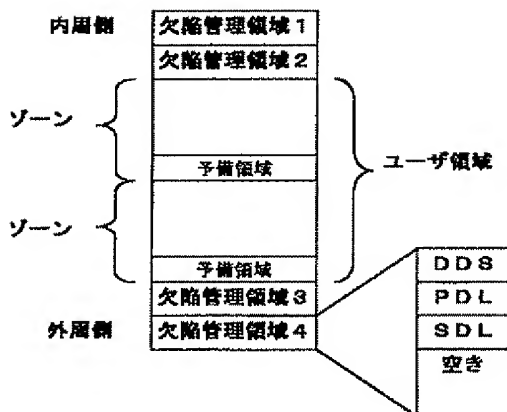 内周側
欠陥管理領域1
欠陥管理領域2
ゾーン
予備領域
ユーザ領域
ゾーン
予備領域
欠陥管理領域3
外周側
欠陥管理領域4
DDS
PDL
SDL
空き